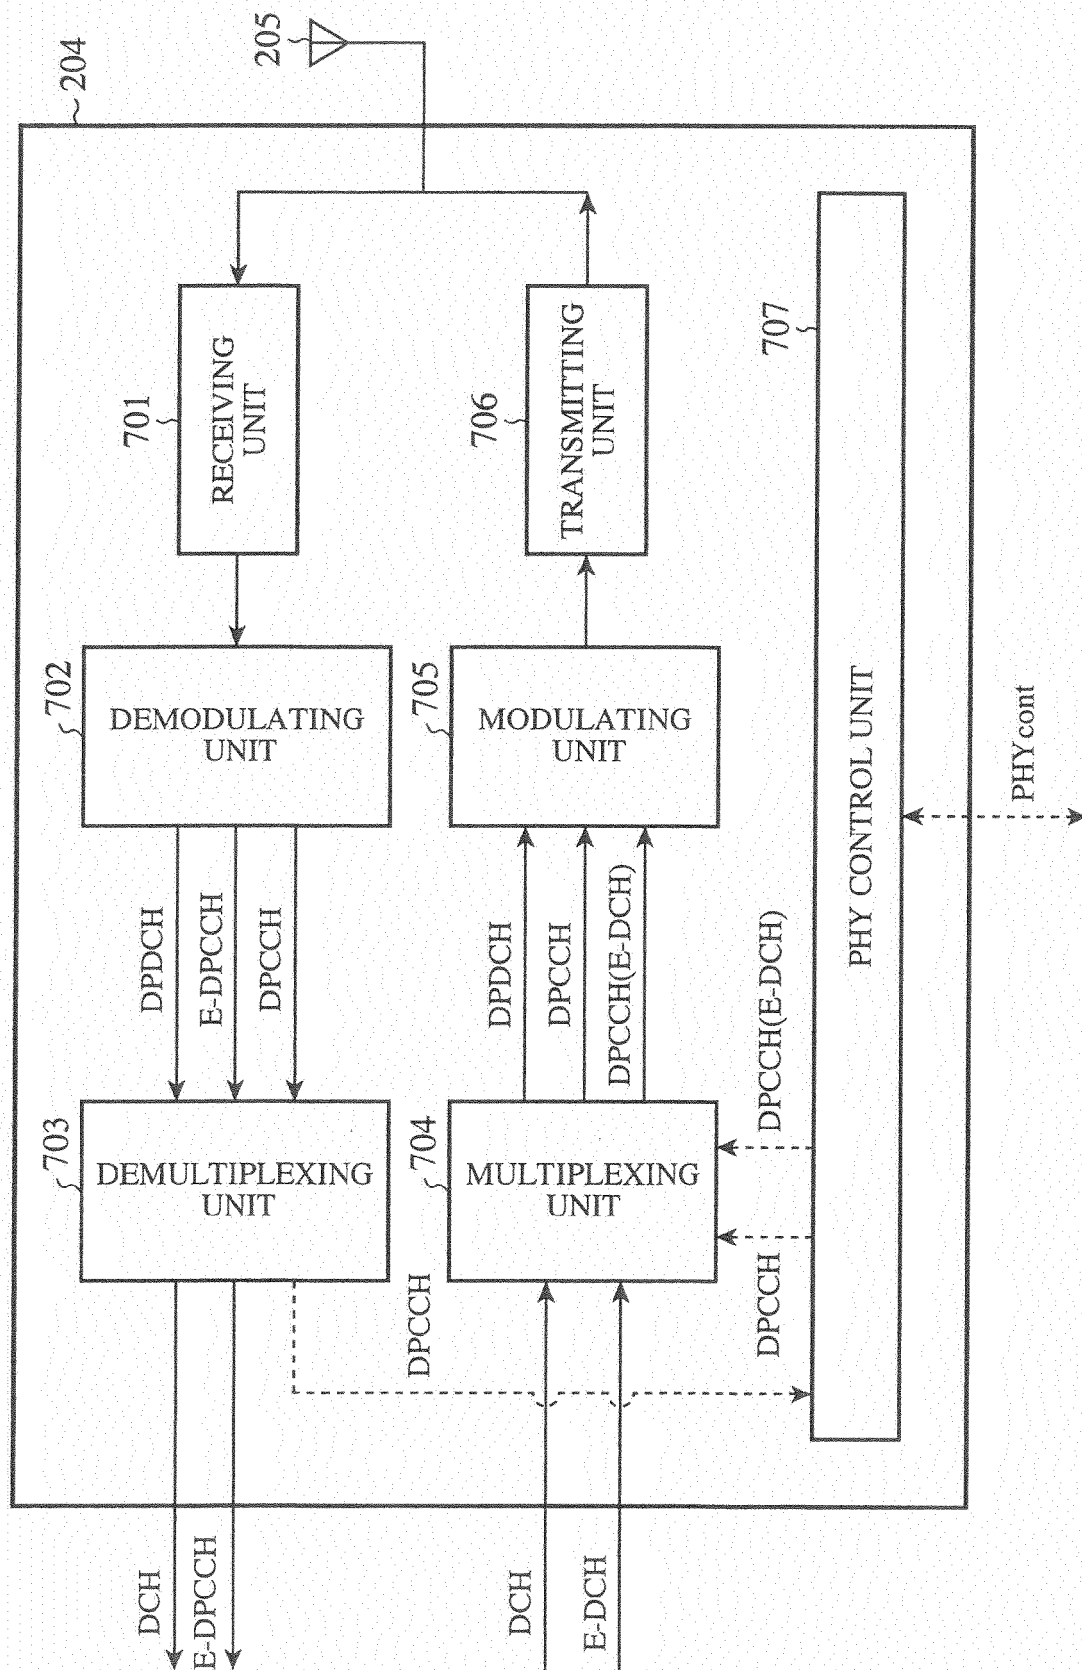 204
205
701
RECEIVING
UNIT
702
DEMODULATING
UNIT
DPDCH
E-DPCCH
DPCCH
703
DEMULTIPLEXING
UNIT
DCH
E-DPCCH
DPCCH
706
TRANSMITTING
UNIT
705
MODULATING
UNIT
DPDCH
DPCCH
DPCCH(E-DCH)
704
MULTIPLEXING
UNIT
DCH
E-DCH
DPCCH
DPCCH(E-DCH)
707
PHY CONTROL UNIT
PHYcont